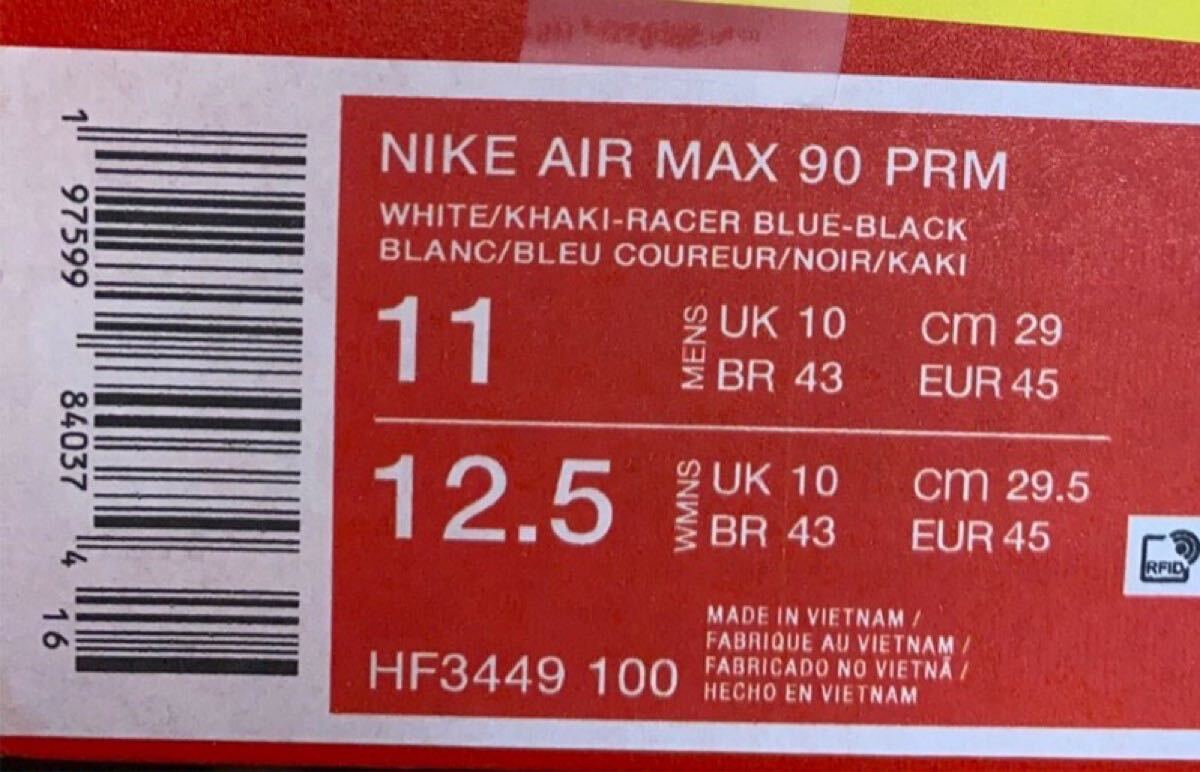 NIKE AIR MAX 90 PRM
WHITE/KHAKI-RACER BLUE-BLACK
BLANC/BLEU COUREUR/NOIR/KAKI
11 MENS UK 10 cm 29
BR 43 EUR 45
12.5 WMNS UK 10 cm 29.5
BR 43 EUR 45
RFID
MADE IN VIETNAM /
FABRIQUE AU VIETNAM /
FABRICADO NO VIETNÃ /
HECHO EN VIETNAM
HF3449 100
1 97599 84037 4
16